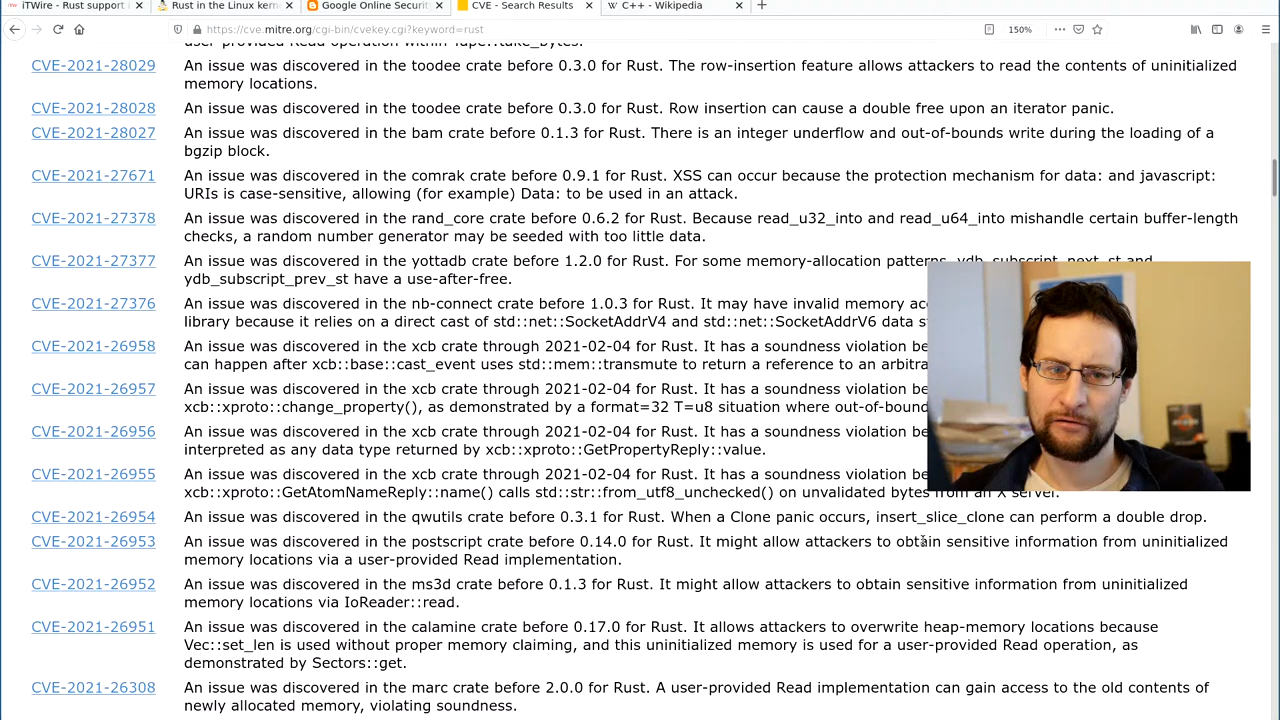 iTWire - Rust support i
Rust in the Linux kern
Google Online Securit
CVE - Search Results
W C++ - Wikipedia
https://cve.mitre.org/cgi-bin/cvekey.cgi?keyword=rust
150%
user-provided Read operation within
CVE-2021-28029 An issue was discovered in the toodee crate before 0.3.0 for Rust. The row-insertion feature allows attackers to read the contents of uninitialized
memory locations.
CVE-2021-28028 An issue was discovered in the toodee crate before 0.3.0 for Rust. Row insertion can cause a double free upon an iterator panic.
CVE-2021-28027 An issue was discovered in the bam crate before 0.1.3 for Rust. There is an integer underflow and out-of-bounds write during the loading of a
bgzip block.
CVE-2021-27671 An issue was discovered in the comrak crate before 0.9.1 for Rust. XSS can occur because the protection mechanism for data: and javascript:
URIs is case-sensitive, allowing (for example) Data: to be used in an attack.
CVE-2021-27378 An issue was discovered in the rand_core crate before 0.6.2 for Rust. Because read_u32_into and read_u64_into mishandle certain buffer-length
checks, a random number generator may be seeded with too little data.
CVE-2021-27377 An issue was discovered in the yottadb crate before 1.2.0 for Rust. For some memory-allocation patterns, ydb_subscript_next_st and
ydb_subscript_prev_st have a use-after-free.
CVE-2021-27376 An issue was discovered in the nb-connect crate before 1.0.3 for Rust. It may have invalid memory
library because it relies on a direct cast of std::net::SocketAddrV4 and std::net::SocketAddrV6 data
CVE-2021-26958 An issue was discovered in the xcb crate through 2021-02-04 for Rust. It has a soundness violation
can happen after xcb::base::cast_event uses std::mem::transmute to return a reference to an
CVE-2021-26957 An issue was discovered in the xcb crate through 2021-02-04 for Rust. It has a soundness violation
xcb::xproto::change_property(), as demonstrated by a format=32 T=u8 situation where
CVE-2021-26956 An issue was discovered in the xcb crate through 2021-02-04 for Rust. It has a soundness violation
interpreted as any data type returned by xcb::xproto::GetPropertyReply::value.
CVE-2021-26955 An issue was discovered in the xcb crate through 2021-02-04 for Rust. It has a soundness violation
xcb::xproto::GetAtomNameReply::name() calls std::str::from_utf8_unchecked() on unvalidated bytes from an X server.
CVE-2021-26954 An issue was discovered in the qwutils crate before 0.3.1 for Rust. When a Clone panic occurs, insert_slice_clone can perform a double drop.
CVE-2021-26953 An issue was discovered in the postscript crate before 0.14.0 for Rust. It might allow attackers to obtain sensitive information from uninitialized
memory locations via a user-provided Read implementation.
CVE-2021-26952 An issue was discovered in the ms3d crate before 0.1.3 for Rust. It might allow attackers to obtain sensitive information from uninitialized
memory locations via IoReader::read.
CVE-2021-26951 An issue was discovered in the calamine crate before 0.17.0 for Rust. It allows attackers to overwrite heap-memory locations because
Vec::set_len is used without proper memory claiming, and this uninitialized memory is used for a user-provided Read operation, as
demonstrated by Sectors::get.
CVE-2021-26308 An issue was discovered in the marc crate before 2.0.0 for Rust. A user-provided Read implementation can gain access to the old contents of
newly allocated memory, violating soundness.